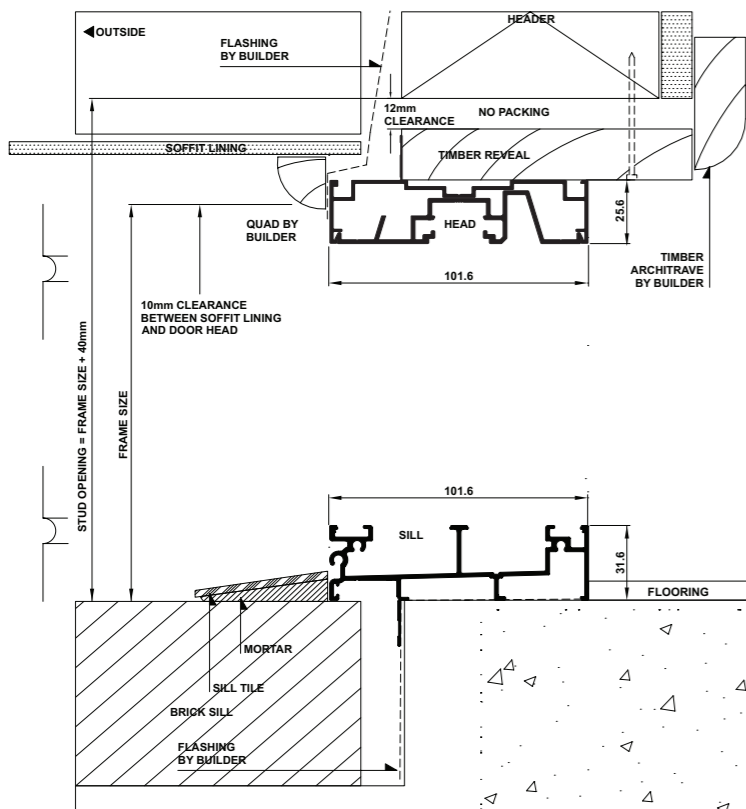 OUTSIDE
HEADER
FLASHING
BY BUILDER
12mm
CLEARANCE
NO PACKING
SOFFIT LINING
TIMBER REVEAL
QUAD BY
BUILDER
HEAD
25.6
TIMBER
ARCHITRAVE
BY BUILDER
101.6
10mm CLEARANCE
BETWEEN SOFFIT LINING
AND DOOR HEAD
STUD OPENING = FRAME SIZE + 40mm
FRAME SIZE
101.6
SILL
31.6
FLOORING
MORTAR
SILL TILE
BRICK SILL
FLASHING
BY BUILDER